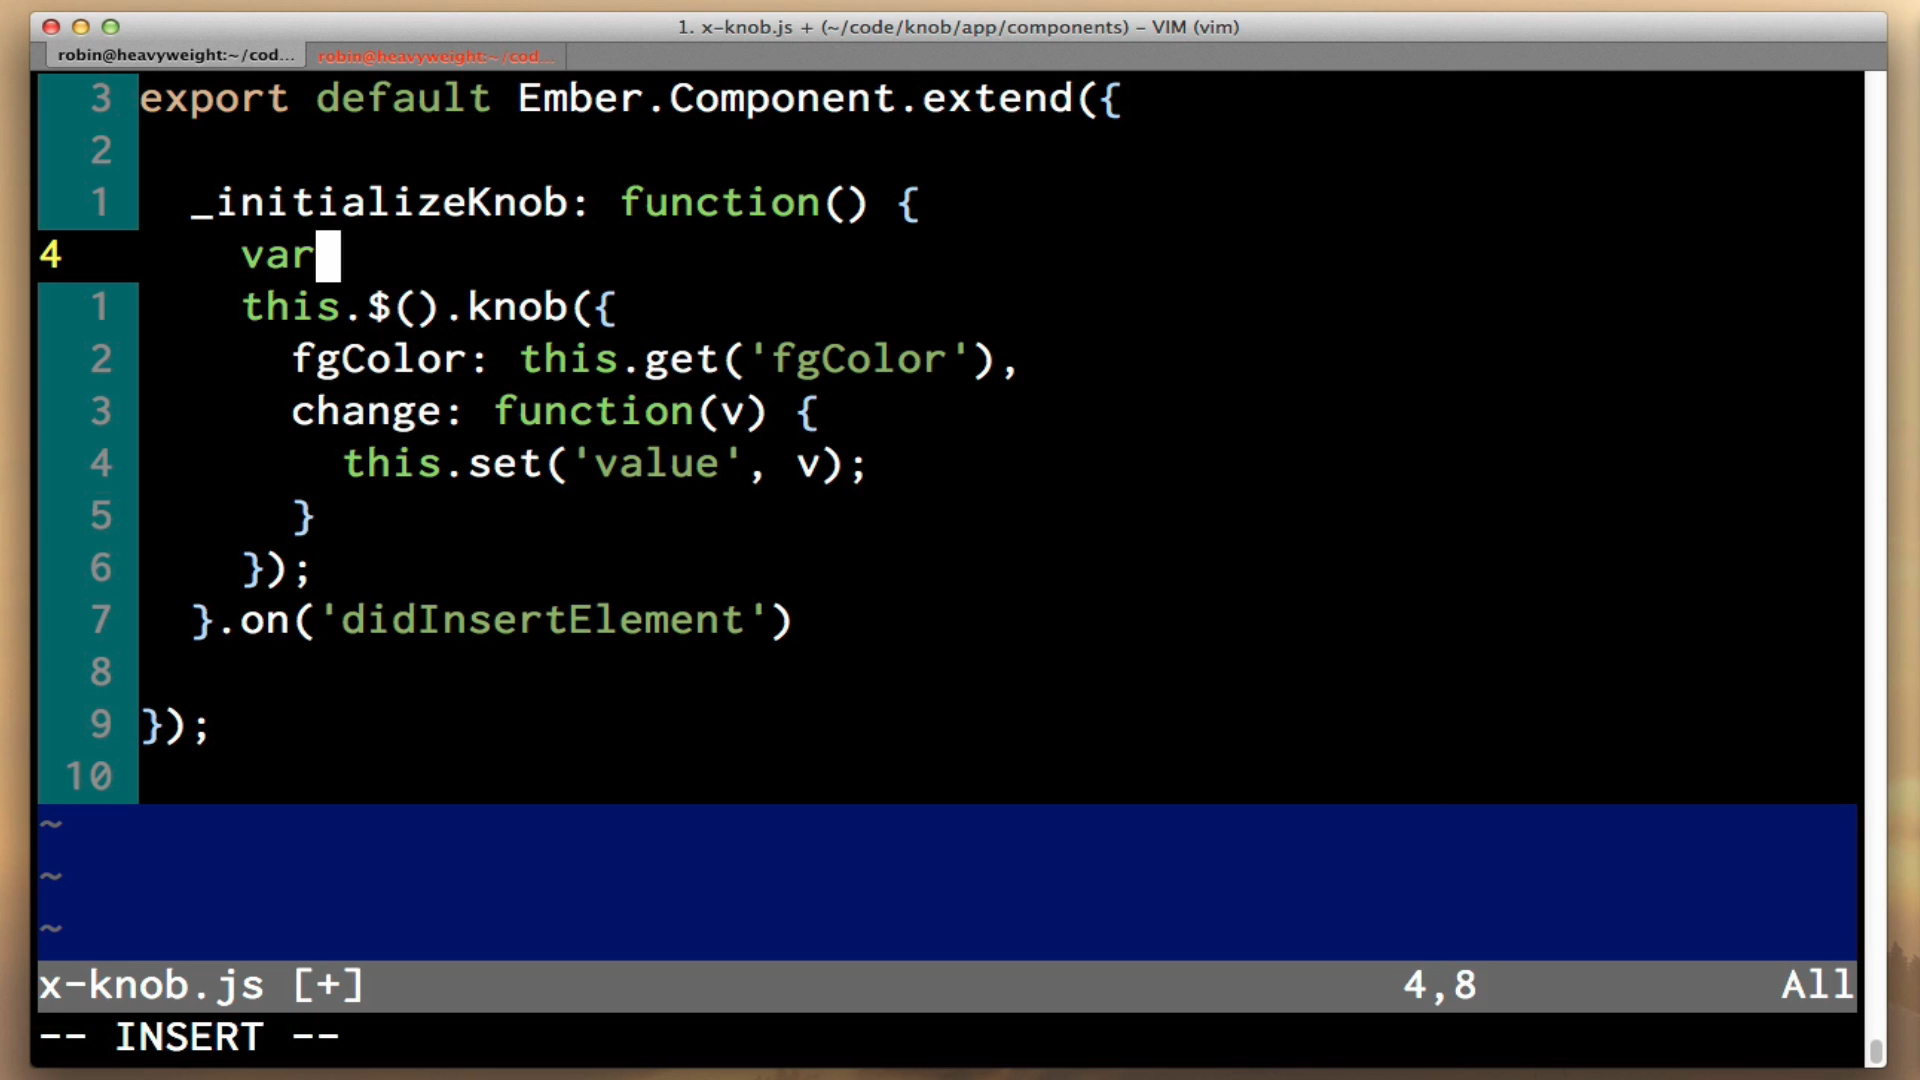 1. x-knob.js + (~/code/knob/app/components) – VIM (vim)
robin@heavyweight:~/cod... robin@heavyweight:~/cod...
3 export default Ember.Component.extend({
2
1 _initializeKnob: function() {
4 var
1 this.$().knob({
2 fgColor: this.get('fgColor'),
3 change: function(v) {
4 this.set('value', v);
5 }
6 });
7 }.on('didInsertElement')
8
9 });
10
~
~
~
x-knob.js [+] 4,8 All
-- INSERT --